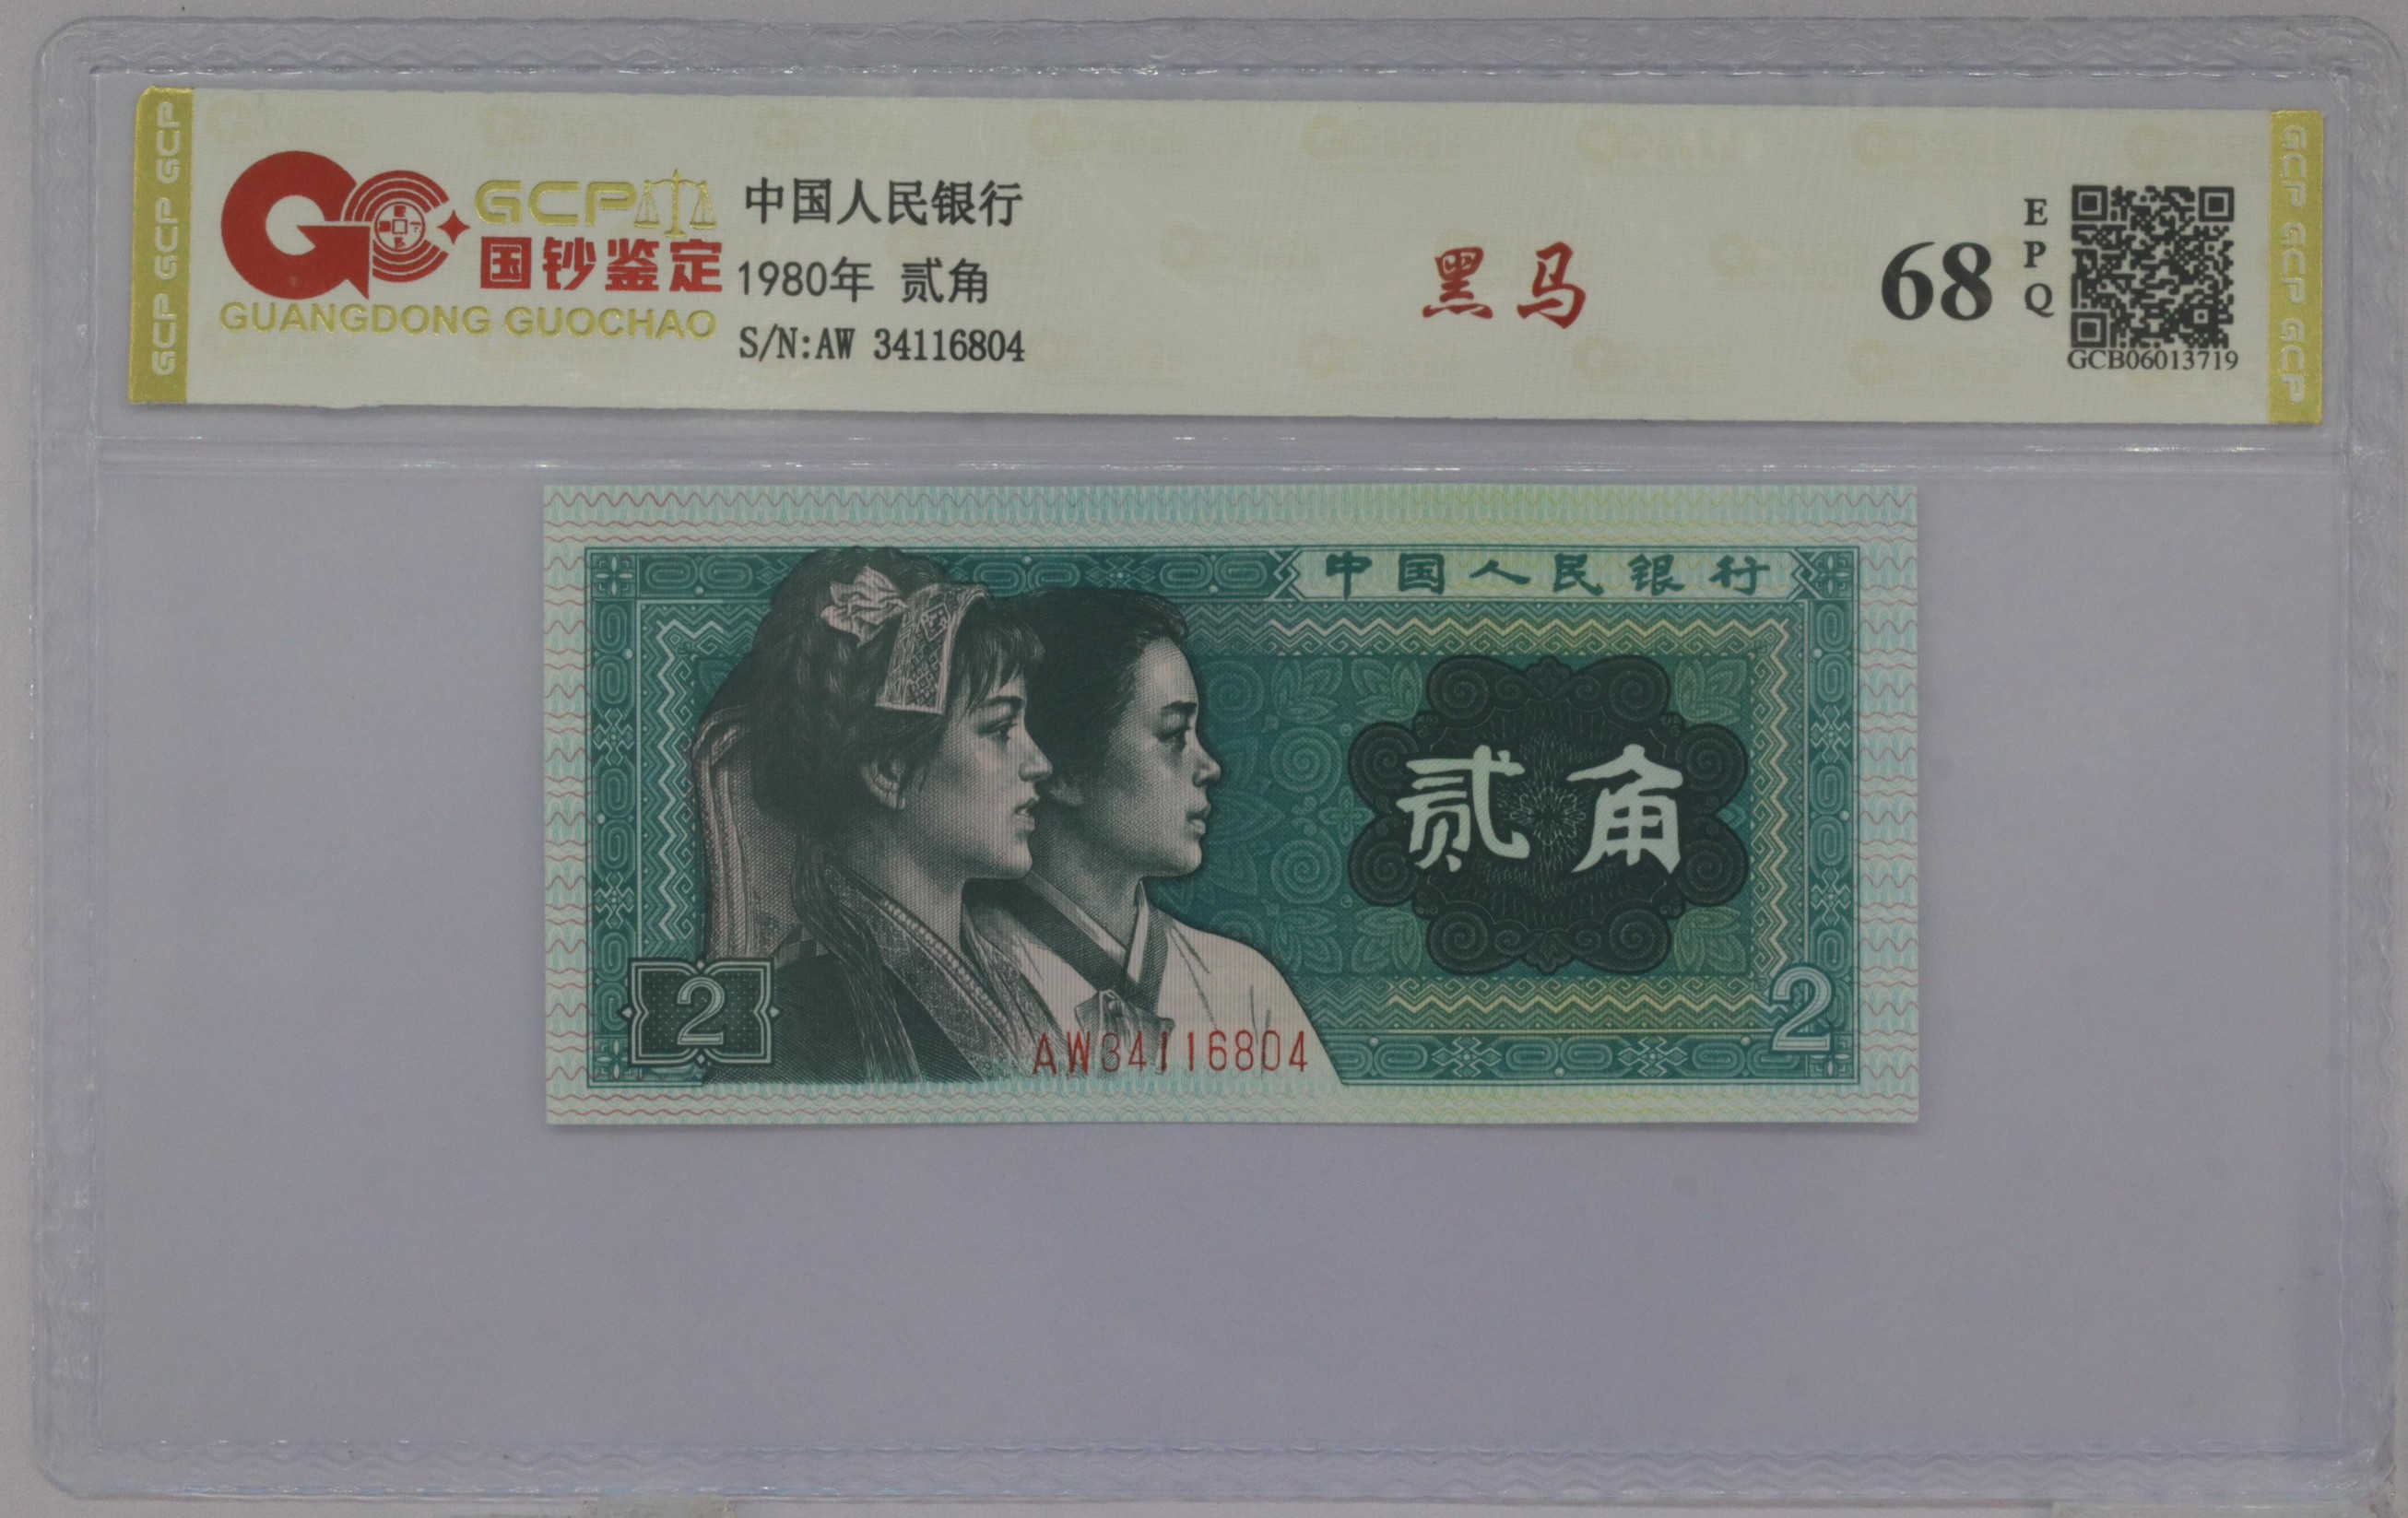 GCP GCP GCP
GCP
国钞鉴定
GUANGDONG GUOCHAO
中国人民银行
1980年 贰角
S/N:AW 34116804
黑马
68
EPQ
GCB06013719
GCP GCP GCP
中国人民银行
贰角
2
2
AW34116804